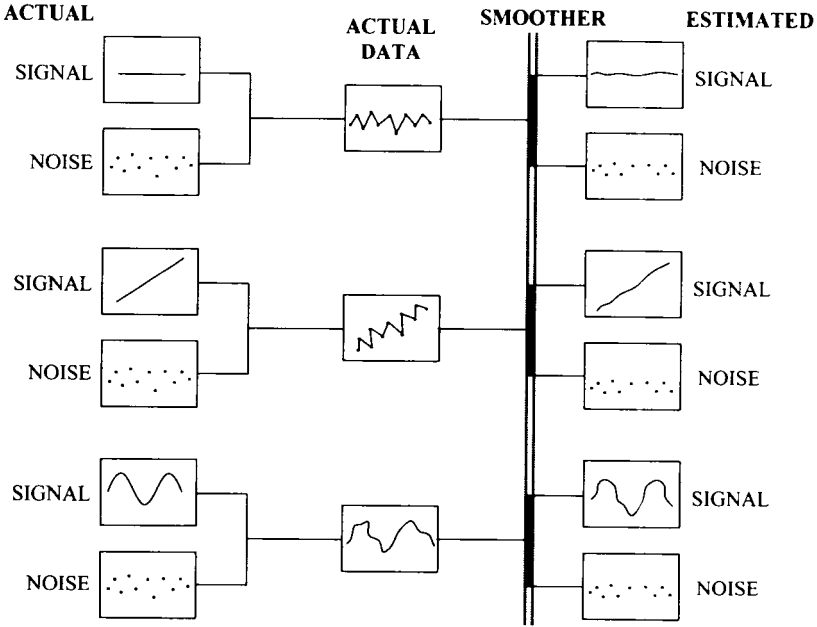 ACTUAL
ACTUAL
DATA
SMOOTHER
ESTIMATED
SIGNAL
SIGNAL
NOISE
NOISE
SIGNAL
SIGNAL
NOISE
NOISE
SIGNAL
SIGNAL
NOISE
NOISE